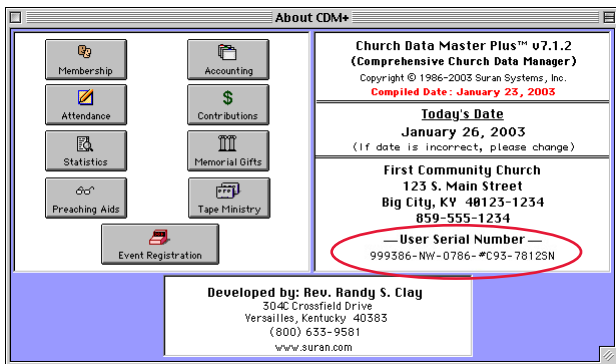 About CDM+
Membership
Accounting
Attendance
Contributions
Statistics
Memorial Gifts
Preaching Aids
Tape Ministry
Event Registration
Church Data Master Plus™ v7.1.2
(Comprehensive Church Data Manager)
Copyright © 1986-2003 Suran Systems, Inc.
Compiled Date: January 23, 2003
Today's Date
January 26, 2003
(If date is incorrect, please change)
First Community Church
123 S. Main Street
Big City, KY 40123-1234
859-555-1234
—User Serial Number—
999386-NW-0786-#C93-7812SN
Developed by: Rev. Randy S. Clay
304C Crossfield Drive
Versailles, Kentucky 40383
(800) 633-9581
www.suran.com